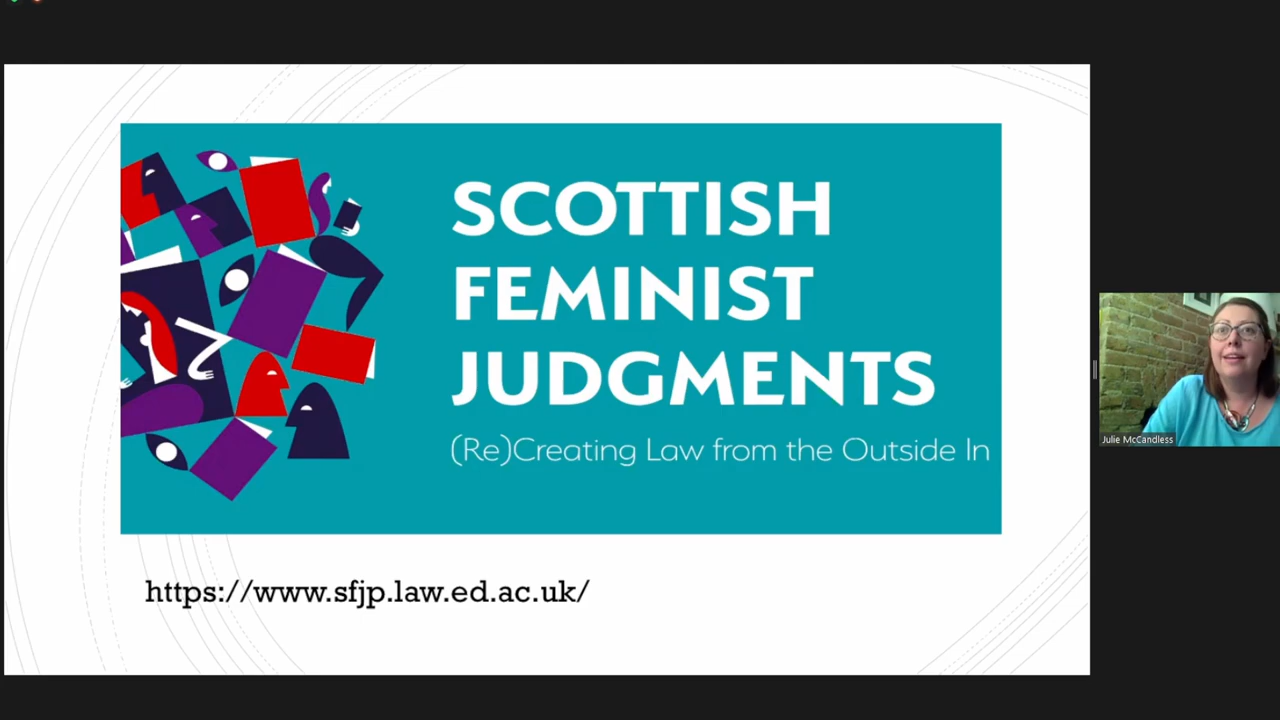 SCOTTISH
FEMINIST
JUDGMENTS
(Re)Creating Law from the Outside In
https://www.sfjp.law.ed.ac.uk/
Julie McCandless